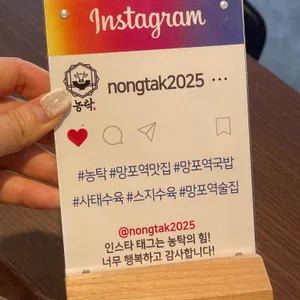 Instagram
농탁.
nongtak2025 ...
#농탁 #망포역맛집 #망포역국밥
#사태수육 #스지수육 #망포역술집
@nongtak2025
인스타 태그는 농탁의 힘!
너무 행복하고 감사합니다!